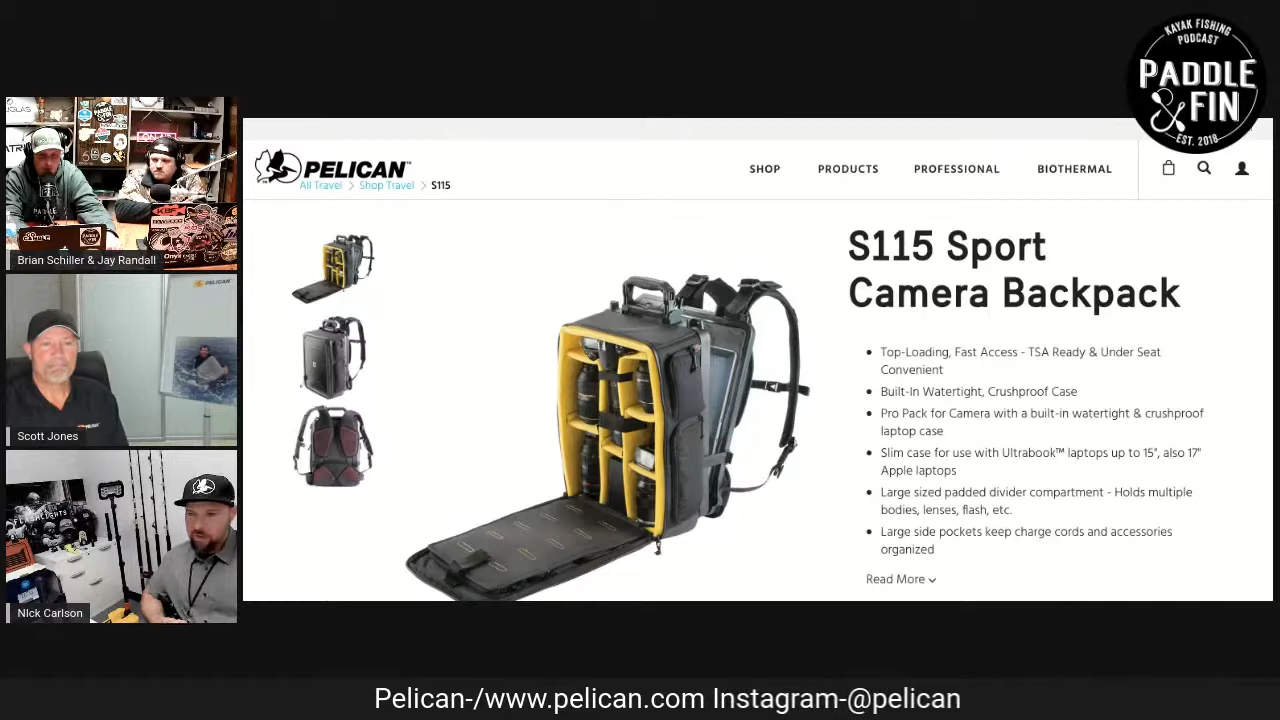 KAYAK FISHING
PODCAST
PADDLE
& FIN
EST. 2018
Brian Schiller & Jay Randall
PELICAN
Scott Jones
NIck Carlson
PELICAN™
SHOP
PRODUCTS
PROFESSIONAL
BIOTHERMAL
All Travel > Shop Travel > S115
S115 Sport
Camera Backpack
• Top-Loading, Fast Access - TSA Ready & Under Seat
Convenient
• Built-In Watertight, Crushproof Case
• Pro Pack for Camera with a built-in watertight & crushproof
laptop case
• Slim case for use with Ultrabook™ laptops up to 15", also 17"
Apple laptops
• Large sized padded divider compartment - Holds multiple
bodies, lenses, flash, etc.
• Large side pockets keep charge cords and accessories
organized
Read More
Pelican-/www.pelican.com Instagram-@pelican